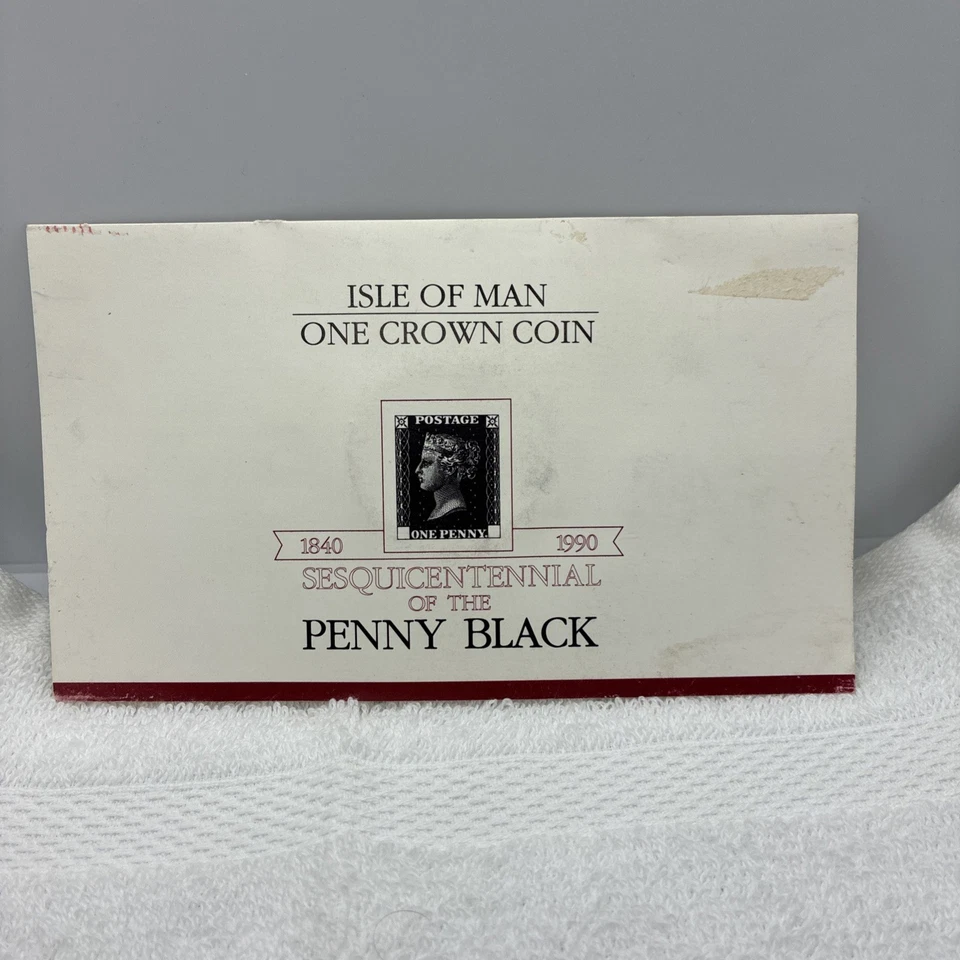 ISLE OF MAN
ONE CROWN COIN
POSTAGE
ONE PENNY.
1840 1990
SESQUICENTENNIAL
OF THE
PENNY BLACK